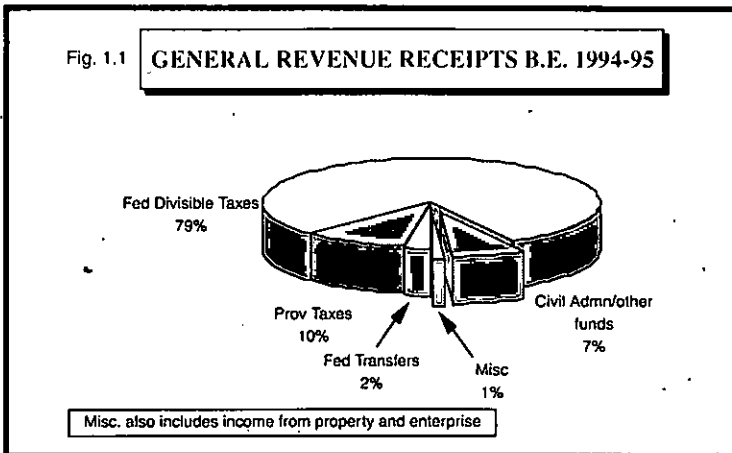 Fig. 1.1
GENERAL REVENUE RECEIPTS B.E. 1994-95
Fed Divisible Taxes
79%
Prov Taxes
10%
Fed Transfers
2%
Misc
1%
Civil Admn/other
funds
7%
Misc. also includes income from property and enterprise